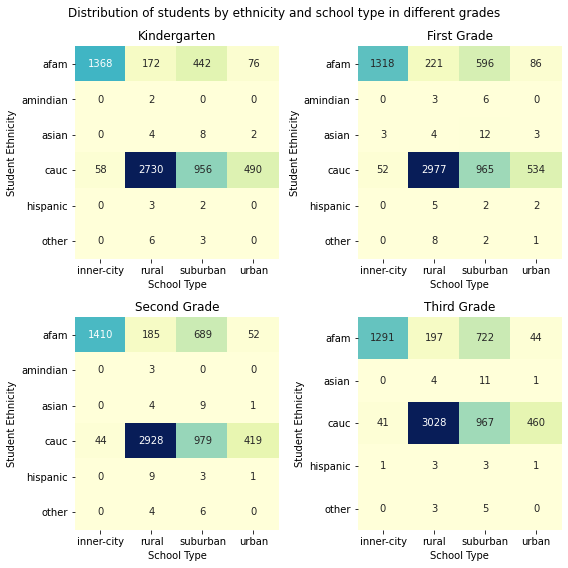 Distribution of students by ethnicity and school type in different grades
Kindergarten
Student Ethnicity
afam 1368 172 442 76
amindian 0 2 0 0
asian 0 4 8 2
cauc 58 2730 956 490
hispanic 0 3 2 0
other 0 6 3 0
inner-city rural suburban urban
School Type
First Grade
Student Ethnicity
afam 1318 221 596 86
amindian 0 3 6 0
asian 3 4 12 3
cauc 52 2977 965 534
hispanic 0 5 2 2
other 0 8 2 1
inner-city rural suburban urban
School Type
Second Grade
Student Ethnicity
afam 1410 185 689 52
amindian 0 3 0 0
asian 0 4 9 1
cauc 44 2928 979 419
hispanic 0 9 3 1
other 0 4 6 0
inner-city rural suburban urban
School Type
Third Grade
Student Ethnicity
afam 1291 197 722 44
asian 0 4 11 1
cauc 41 3028 967 460
hispanic 1 3 3 1
other 0 3 5 0
inner-city rural suburban urban
School Type